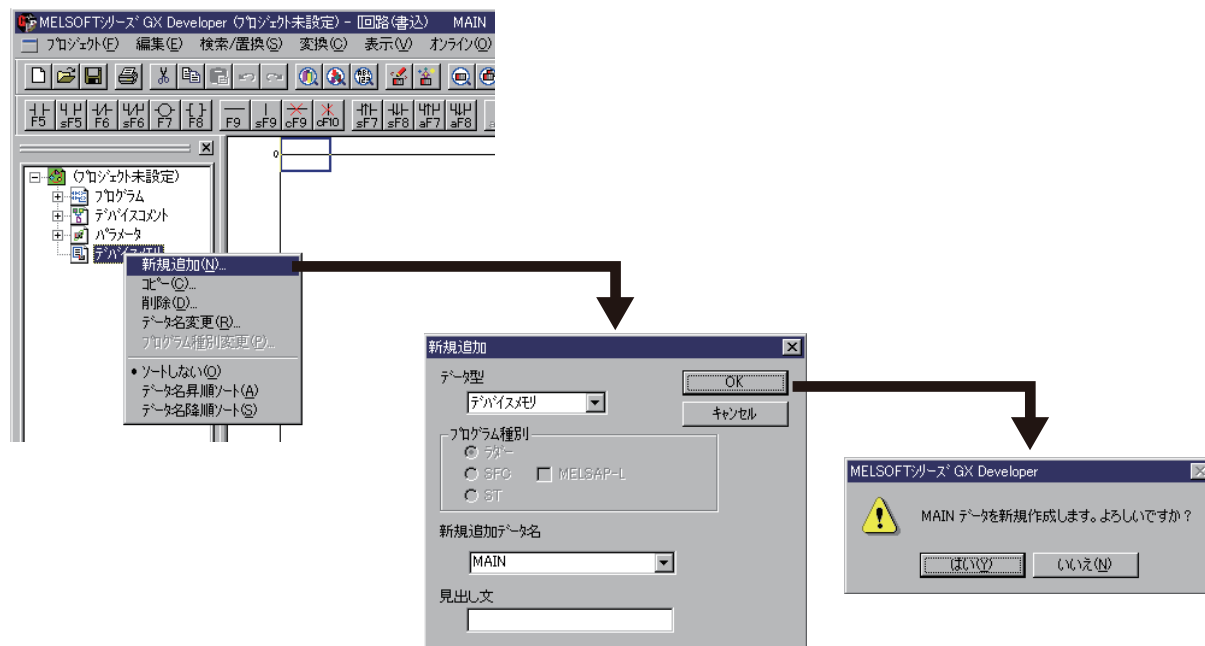 MELSOFTシリーズ GX Developer (プロジェクト未設定) - [回路(書込) MAIN
プロジェクト(F) 編集(E) 検索/置換(S) 変換(C) 表示(V) オンライン(O)
F5 sF5 F6 sF6 F7 F8 F9 sF9 cF9 cF10 sF7 sF8 aF7 aF8
0
(プロジェクト未設定)
プログラム
デバイスコメント
パラメータ
デバイスメモリ
新規追加(N)...
コピー(C)...
削除(D)...
データ名変更(R)...
プログラム種別変更(P)...
ソートしない(O)
データ名昇順ソート(A)
データ名降順ソート(S)
新規追加
データ型
デバイスメモリ
OK
キャンセル
プログラム種別
ラダー
SFC MELSAP-L
ST
新規追加データ名
MAIN
見出し文
MELSOFTシリーズ GX Developer
MAIN データを新規作成します。よろしいですか?
はい(Y) いいえ(N)